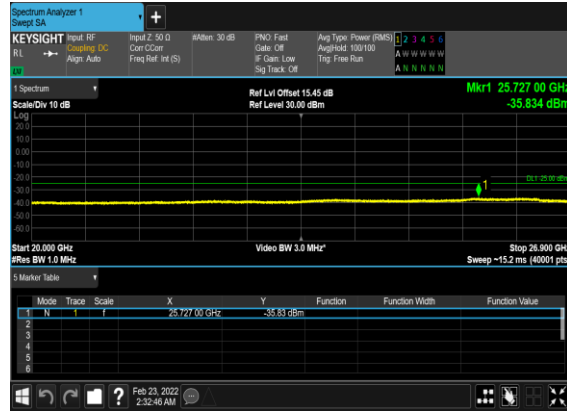 Spectrum Analyzer 1
Swept SA
+
KEYSIGHT Input: RF Input Z: 50 Ω #Atten: 30 dB PNO: Fast Avg Type: Power (RMS) 1 2 3 4 5 6
RL Coupling: DC Corr CCorr Gate: Off Avg|Hold: 100/100 A W W W W W
Align: Auto Freq Ref: Int (S) IF Gain: Low Trig: Free Run
Sig Track: Off A N N N N N
1 Spectrum Ref Lvl Offset 15.45 dB Mkr1 25.727 00 GHz
Scale/Div 10 dB Ref Level 30.00 dBm -35.834 dBm
Log
20.0
10.0
0.00
-10.0
-20.0 DL1 -25.00 dBm
-30.0 1
-40.0
-50.0
-60.0
Start 20.000 GHz Video BW 3.0 MHz* Stop 26.900 GHz
#Res BW 1.0 MHz Sweep ~15.2 ms (40001 pts
5 Marker Table
Mode Trace Scale X Y Function Function Width Function Value
1 N 1 f 25.727 00 GHz -35.83 dBm
2
3
4
5
6
? Feb 23, 2022
2:32:46 AM